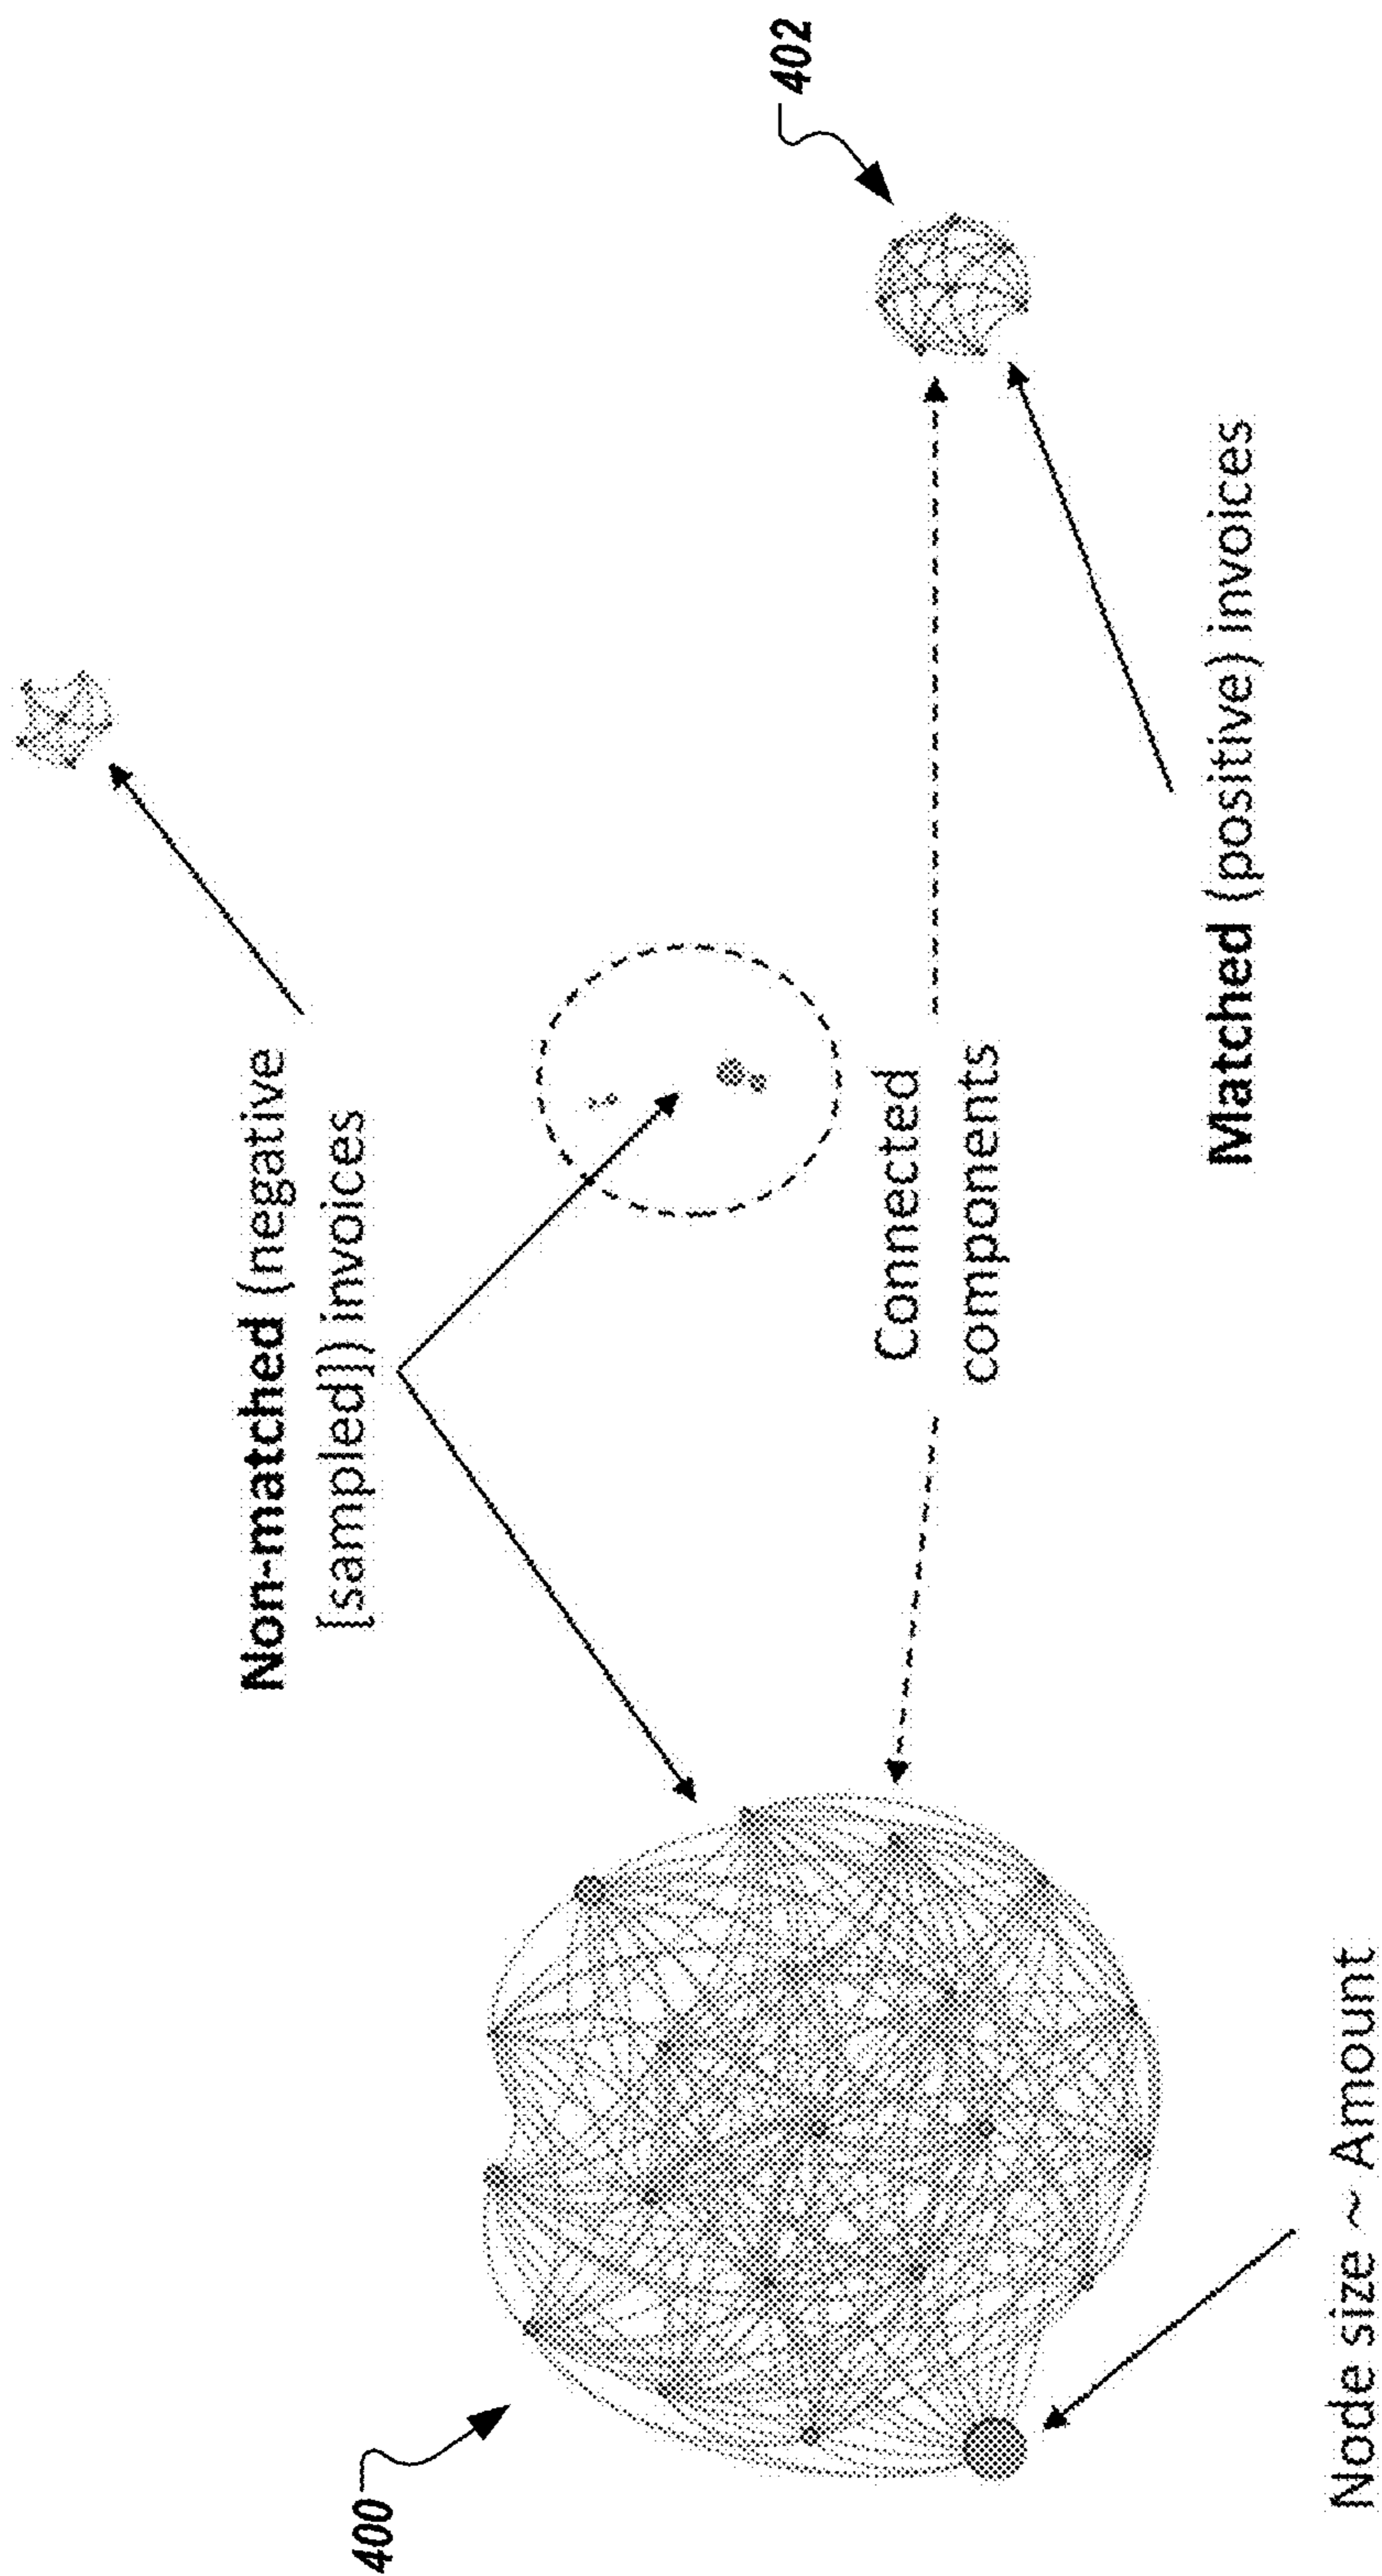 400
Non-matched (negative
[sampled]) invoices
402
Connected
components
Node size ~ Amount
Matched (positive) invoices